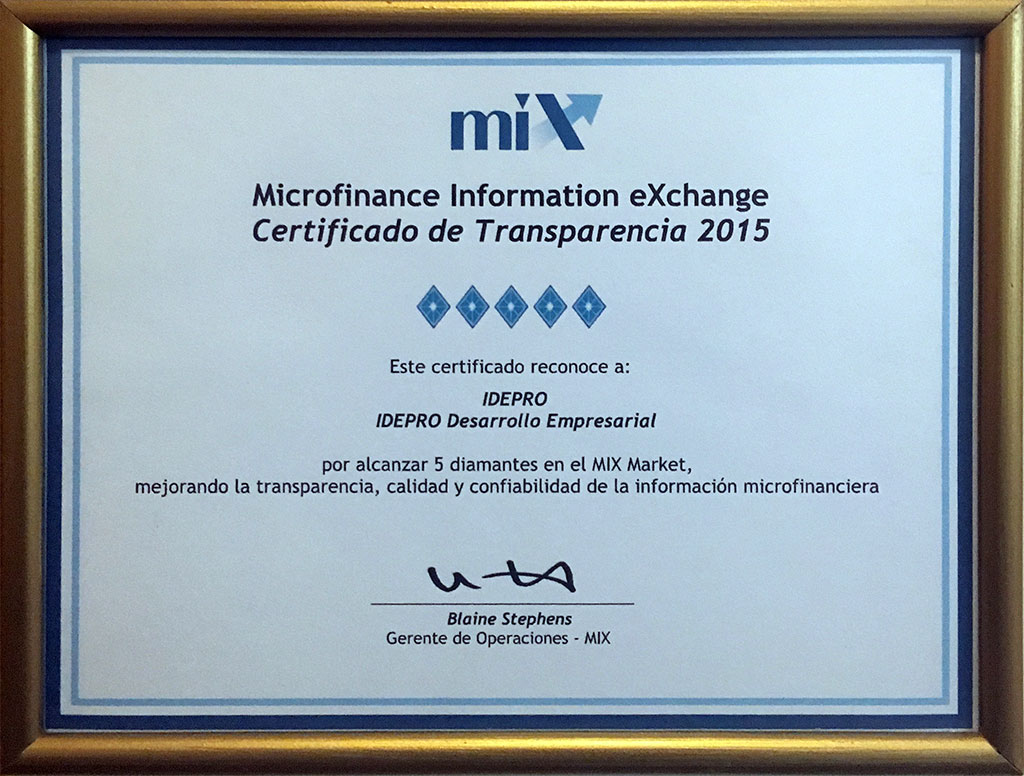 miX
Microfinance Information eXchange
Certificado de Transparencia 2015
Este certificado reconoce a:
IDEPRO
IDEPRO Desarrollo Empresarial
por alcanzar 5 diamantes en el MIX Market,
mejorando la transparencia, calidad y confiabilidad de la información microfinanciera
Blaine Stephens
Gerente de Operaciones - MIX